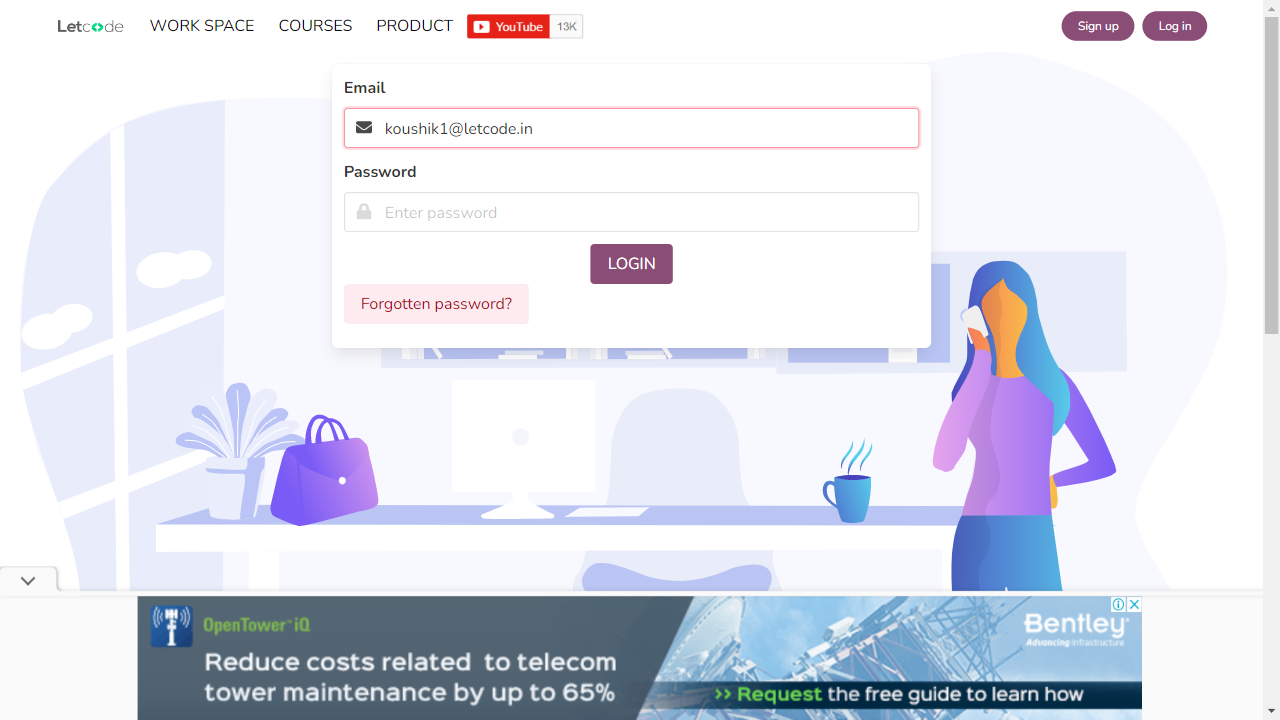 Letcode WORK SPACE COURSES PRODUCT YouTube 13K Sign up Log in
Email
koushik1@letcode.in
Password
Enter password
LOGIN
Forgotten password?
OpenTower™iQ
Reduce costs related to telecom
tower maintenance by up to 65%
Bentley®
Advancing Infrastructure
>> Request the free guide to learn how